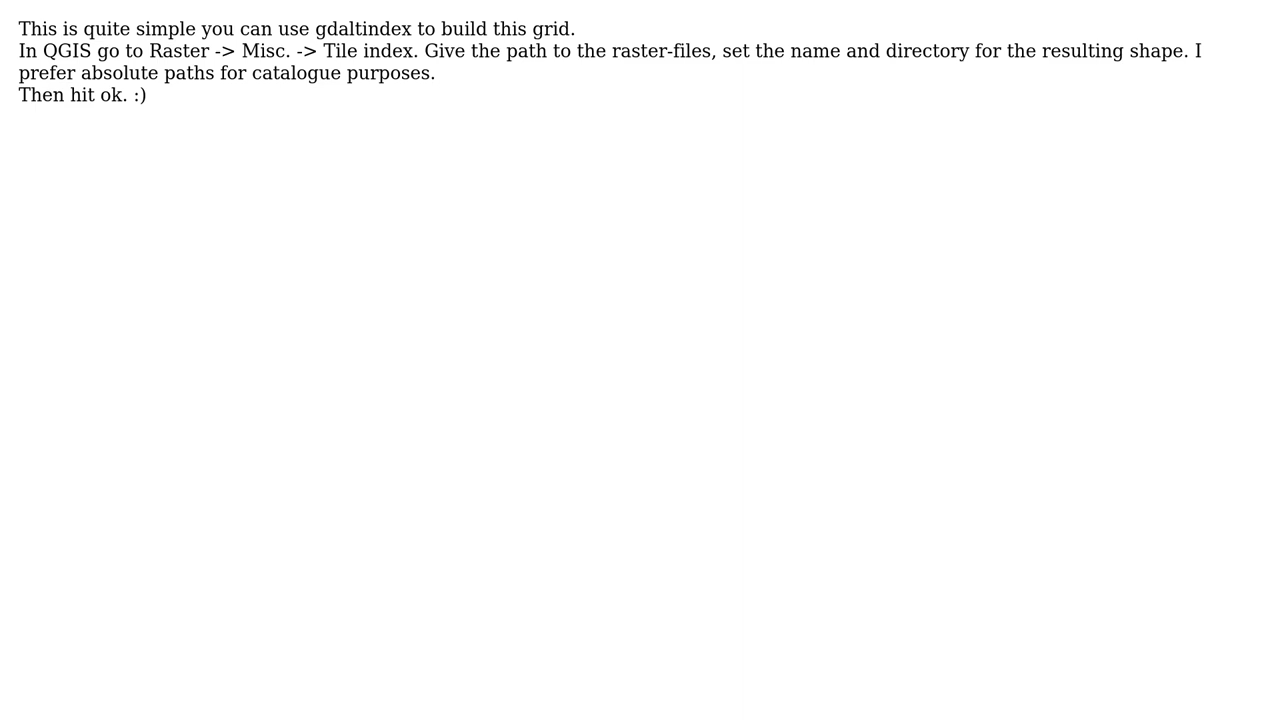 This is quite simple you can use gdaltindex to build this grid.
In QGIS go to Raster -> Misc. -> Tile index. Give the path to the raster-files, set the name and directory for the resulting shape. I
prefer absolute paths for catalogue purposes.
Then hit ok. :)